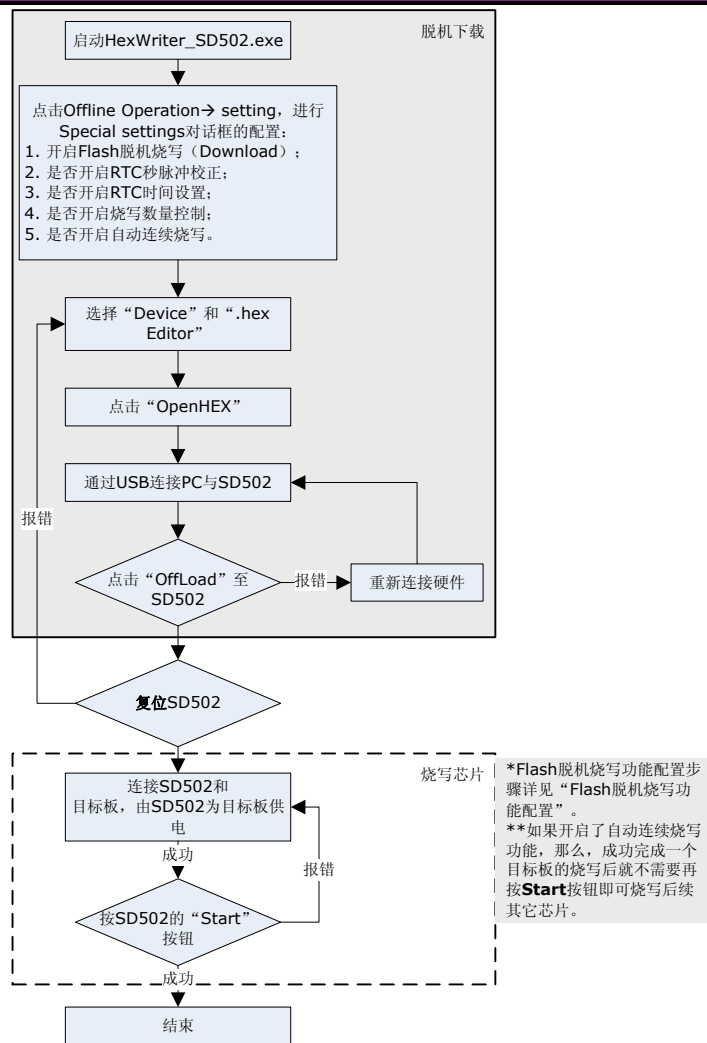 脱机下载
启动HexWriter_SD502.exe
点击Offline Operation→ setting，进行
Special settings对话框的配置：
1. 开启Flash脱机烧写（Download）；
2. 是否开启RTC秒脉冲校正；
3. 是否开启RTC时间设置；
4. 是否开启烧写数量控制；
5. 是否开启自动连续烧写。
选择“Device”和“.hex
Editor”
点击“OpenHEX”
通过USB连接PC与SD502
报错
点击“OffLoad”至
SD502
报错
重新连接硬件
复位SD502
烧写芯片
连接SD502和
目标板，由SD502为目标板供
电
成功
报错
按SD502的“Start”
按钮
成功
结束
*Flash脱机烧写功能配置步
骤详见“Flash脱机烧写功
能配置”。
**如果开启了自动连续烧写
功能，那么，成功完成一个
目标板的烧写后就不需要再
按Start按钮即可烧写后续
其它芯片。